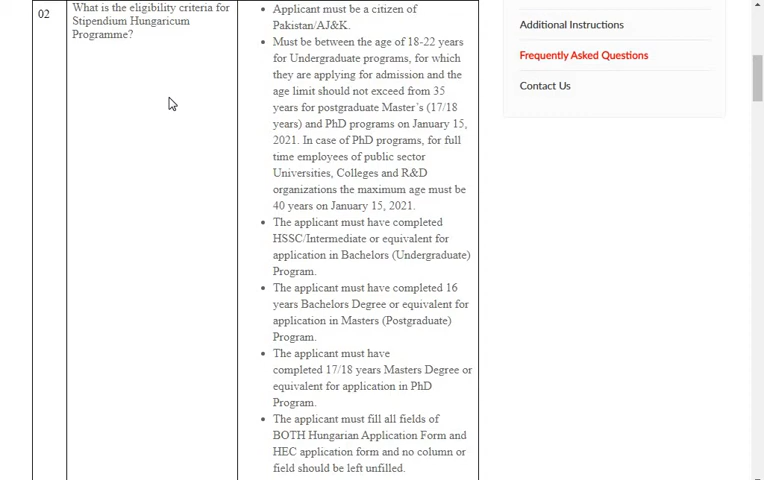 02
What is the eligibility criteria for
Stipendium Hungaricum
Programme?
Applicant must be a citizen of
Pakistan/AJ&K.
Must be between the age of 18-22 years
for Undergraduate programs, for which
they are applying for admission and the
age limit should not exceed from 35
years for postgraduate Master's (17/18
years) and PhD programs on January 15,
2021. In case of PhD programs, for full
time employees of public sector
Universities, Colleges and R&D
organizations the maximum age must be
40 years on January 15, 2021.
The applicant must have completed
HSSC/Intermediate or equivalent for
application in Bachelors (Undergraduate)
Program.
The applicant must have completed 16
years Bachelors Degree or equivalent for
application in Masters (Postgraduate)
Program.
The applicant must have
completed 17/18 years Masters Degree or
equivalent for application in PhD
Program.
The applicant must fill all fields of
BOTH Hungarian Application Form and
HEC application form and no column or
field should be left unfilled.
Additional Instructions
Frequently Asked Questions
Contact Us